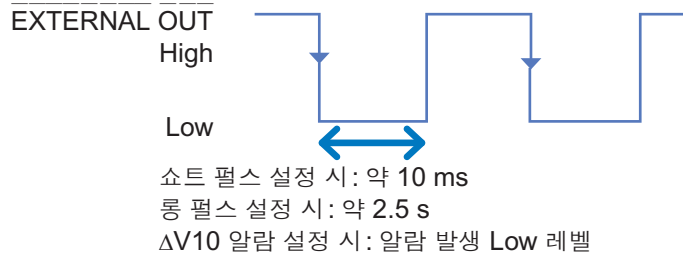 EXTERNAL OUT
High
Low
쇼트 펄스 설정 시: 약 10 ms
롱 펄스 설정 시: 약 2.5 s
ΔV10 알람 설정 시: 알람 발생 Low 레벨